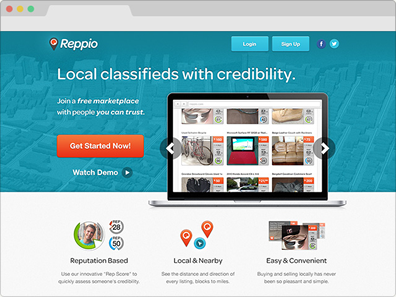 Reppio
Login
Sign Up
Local classifieds with credibility.
Join a free marketplace
with people you can trust.
Get Started Now!
Watch Demo
REP
28
REP
50
Reputation Based
Local & Nearby
Easy & Convenient
Use our innovative "Rep Score" to
quickly assess someone's credibility.
See the distance and direction of
every listing, blocks to miles.
Buying and selling locally has never
been so pleasant and simple.